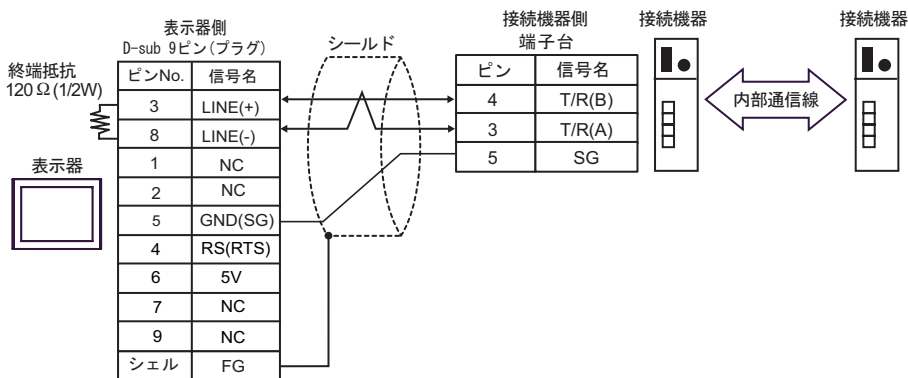 表示器側
D-sub 9ピン(プラグ)
終端抵抗
120Ω(1/2W)
表示器
ピンNo. 信号名
3 LINE(+)
8 LINE(-)
1 NC
2 NC
5 GND(SG)
4 RS(RTS)
6 5V
7 NC
9 NC
シェル FG
シールド
接続機器側
端子台
ピン 信号名
4 T/R(B)
3 T/R(A)
5 SG
接続機器
内部通信線
接続機器